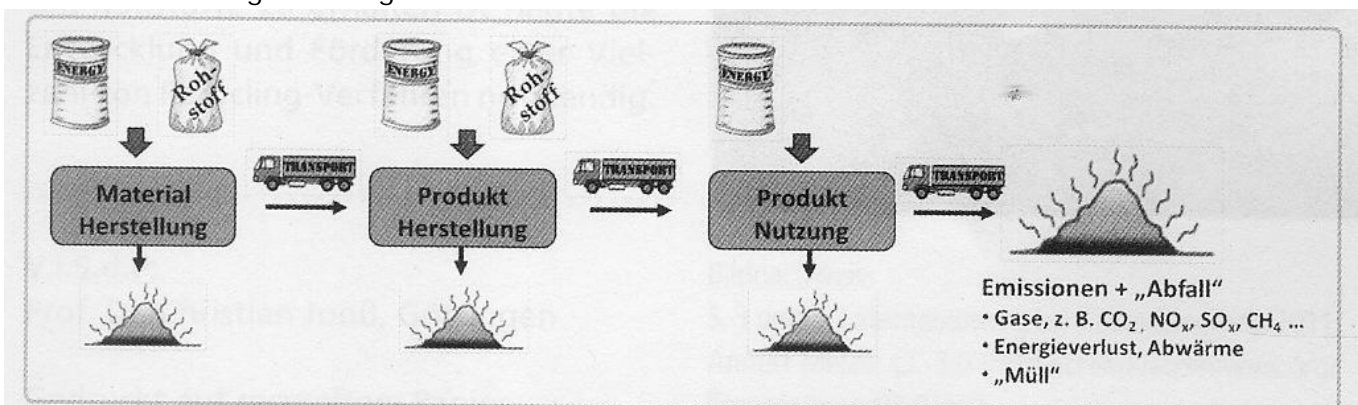 ENERGY
Roh-
stoff
ENERGY
Roh-
stoff
ENERGY
TRANSPORT
TRANSPORT
TRANSPORT
Material
Herstellung
Produkt
Herstellung
Produkt
Nutzung
Emissionen + „Abfall“
• Gase, z. B. CO₂, NOₓ, SOₓ, CH₄ ...
• Energieverlust, Abwärme
• „Müll“